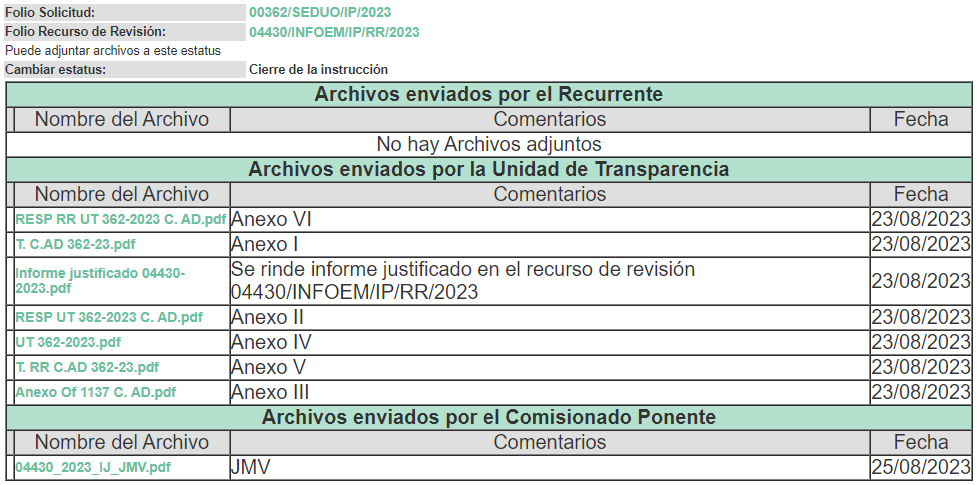 Folio Solicitud: 00362/SEDUO/IP/2023
Folio Recurso de Revisión: 04430/INFOEM/IP/RR/2023
Puede adjuntar archivos a este estatus
Cambiar estatus: Cierre de la instrucción
Archivos enviados por el Recurrente
Nombre del Archivo Comentarios Fecha
No hay Archivos adjuntos
Archivos enviados por la Unidad de Transparencia
Nombre del Archivo Comentarios Fecha
RESP RR UT 362-2023 C. AD.pdf Anexo VI 23/08/2023
T. C.AD 362-23.pdf Anexo I 23/08/2023
Informe justificado 04430-2023.pdf Se rinde informe justificado en el recurso de revisión
04430/INFOEM/IP/RR/2023 23/08/2023
RESP UT 362-2023 C. AD.pdf Anexo II 23/08/2023
UT 362-2023.pdf Anexo IV 23/08/2023
T. RR C.AD 362-23.pdf Anexo V 23/08/2023
Anexo Of 1137 C. AD.pdf Anexo III 23/08/2023
Archivos enviados por el Comisionado Ponente
Nombre del Archivo Comentarios Fecha
04430_2023_IJ_JMV.pdf JMV 25/08/2023